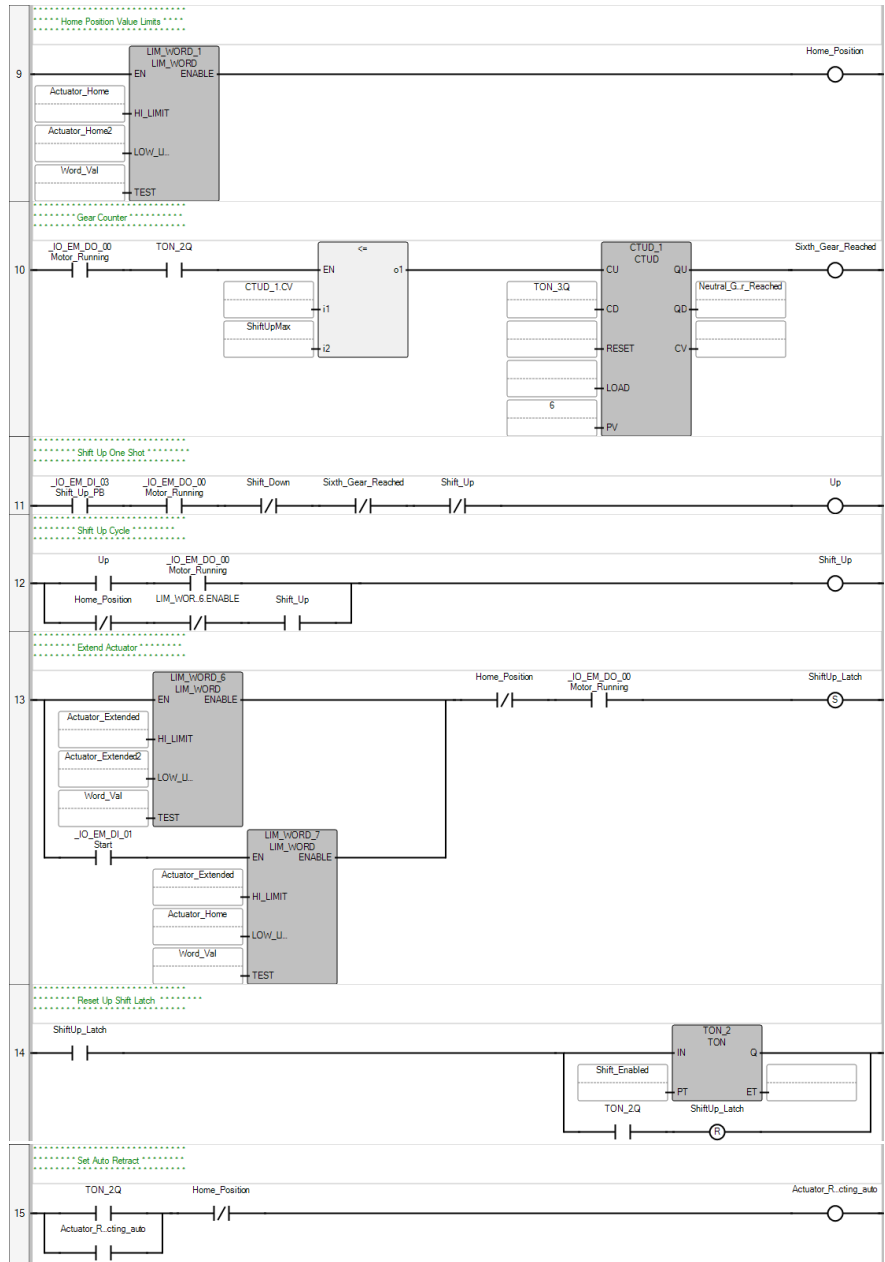 * * * * * * * * * * * * * * * * * * * * * * * * * *
* * * * * Home Position Value Limits * * * * *
* * * * * * * * * * * * * * * * * * * * * * * * * *
LIM_WORD_1
LIM_WORD
Home_Position
9
EN ENABLE
Actuator_Home
HI_LIMIT
Actuator_Home2
LOW_LI...
Word_Val
TEST
* * * * * * * * * * * * * * * * * * * * * * * * * *
* * * * * * * * Gear Counter * * * * * * * * * *
* * * * * * * * * * * * * * * * * * * * * * * * * *
_IO_EM_DO_00
Motor_Running
TON_2.Q
<=
CTUD_1
CTUD
Sixth_Gear_Reached
10
EN o1
CU QU
CTUD_1.CV
i1
TON_3.Q
CD QD
Neutral_G..r_Reached
ShiftUpMax
i2
RESET CV
LOAD
6
PV
* * * * * * * * * * * * * * * * * * * * * * * * * *
* * * * * * * * Shift Up One Shot * * * * * * * *
* * * * * * * * * * * * * * * * * * * * * * * * * *
_IO_EM_DI_03
Shift_Up_PB
_IO_EM_DO_00
Motor_Running
Shift_Down
Sixth_Gear_Reached
Shift_Up
Up
11
* * * * * * * * * * * * * * * * * * * * * * * * * *
* * * * * * * * Shift Up Cycle * * * * * * * *
* * * * * * * * * * * * * * * * * * * * * * * * * *
Up
_IO_EM_DO_00
Motor_Running
Shift_Up
12
Home_Position
LIM_WOR..6.ENABLE
Shift_Up
* * * * * * * * * * * * * * * * * * * * * * * * * *
* * * * * * * * Extend Actuator * * * * * * * *
* * * * * * * * * * * * * * * * * * * * * * * * * *
LIM_WORD_6
LIM_WORD
Home_Position
_IO_EM_DO_00
Motor_Running
ShiftUp_Latch
13
EN ENABLE
S
Actuator_Extended
HI_LIMIT
Actuator_Extended2
LOW_LI...
Word_Val
TEST
_IO_EM_DI_01
Start
LIM_WORD_7
LIM_WORD
EN ENABLE
Actuator_Extended
HI_LIMIT
Actuator_Home
LOW_LI...
Word_Val
TEST
* * * * * * * * * * * * * * * * * * * * * * * * * *
* * * * * * * * Reset Up Shift Latch * * * * * * * *
* * * * * * * * * * * * * * * * * * * * * * * * * *
ShiftUp_Latch
TON_2
TON
14
IN Q
Shift_Enabled
PT ET
TON_2.Q
ShiftUp_Latch
R
* * * * * * * * * * * * * * * * * * * * * * * * * *
* * * * * * * * Set Auto Retract * * * * * * * *
* * * * * * * * * * * * * * * * * * * * * * * * * *
TON_2.Q
Home_Position
Actuator_R..cting_auto
15
Actuator_R..cting_auto